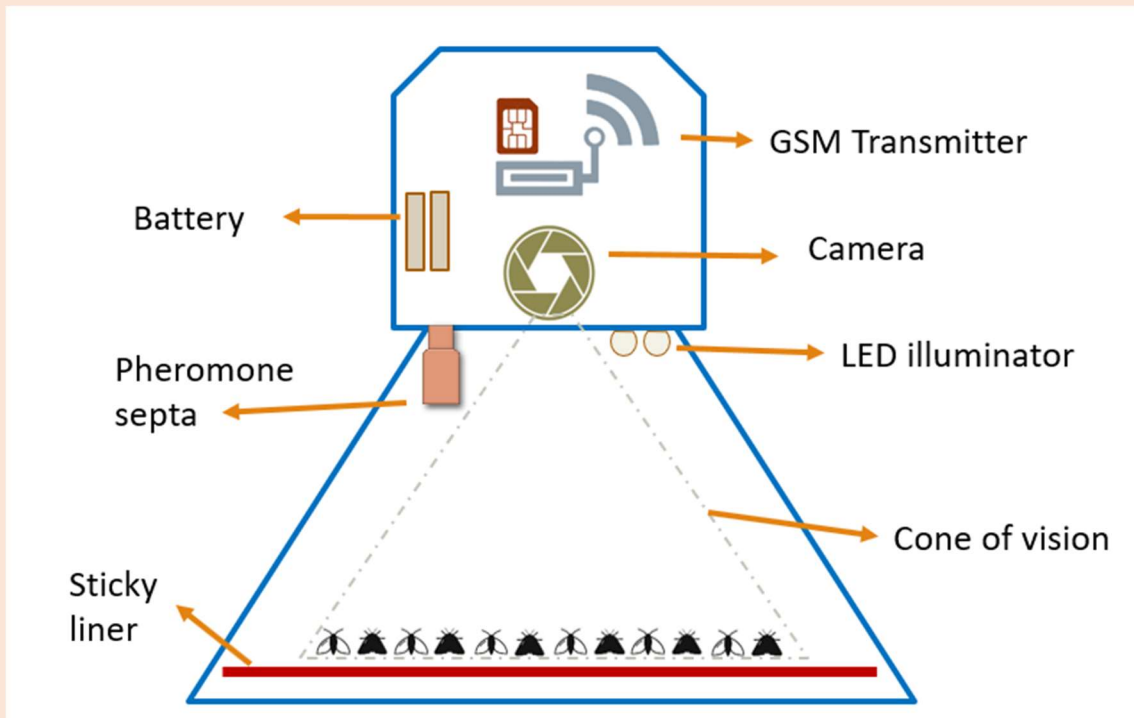 GSM Transmitter
Battery
Camera
Pheromone
septa
LED illuminator
Cone of vision
Sticky
liner